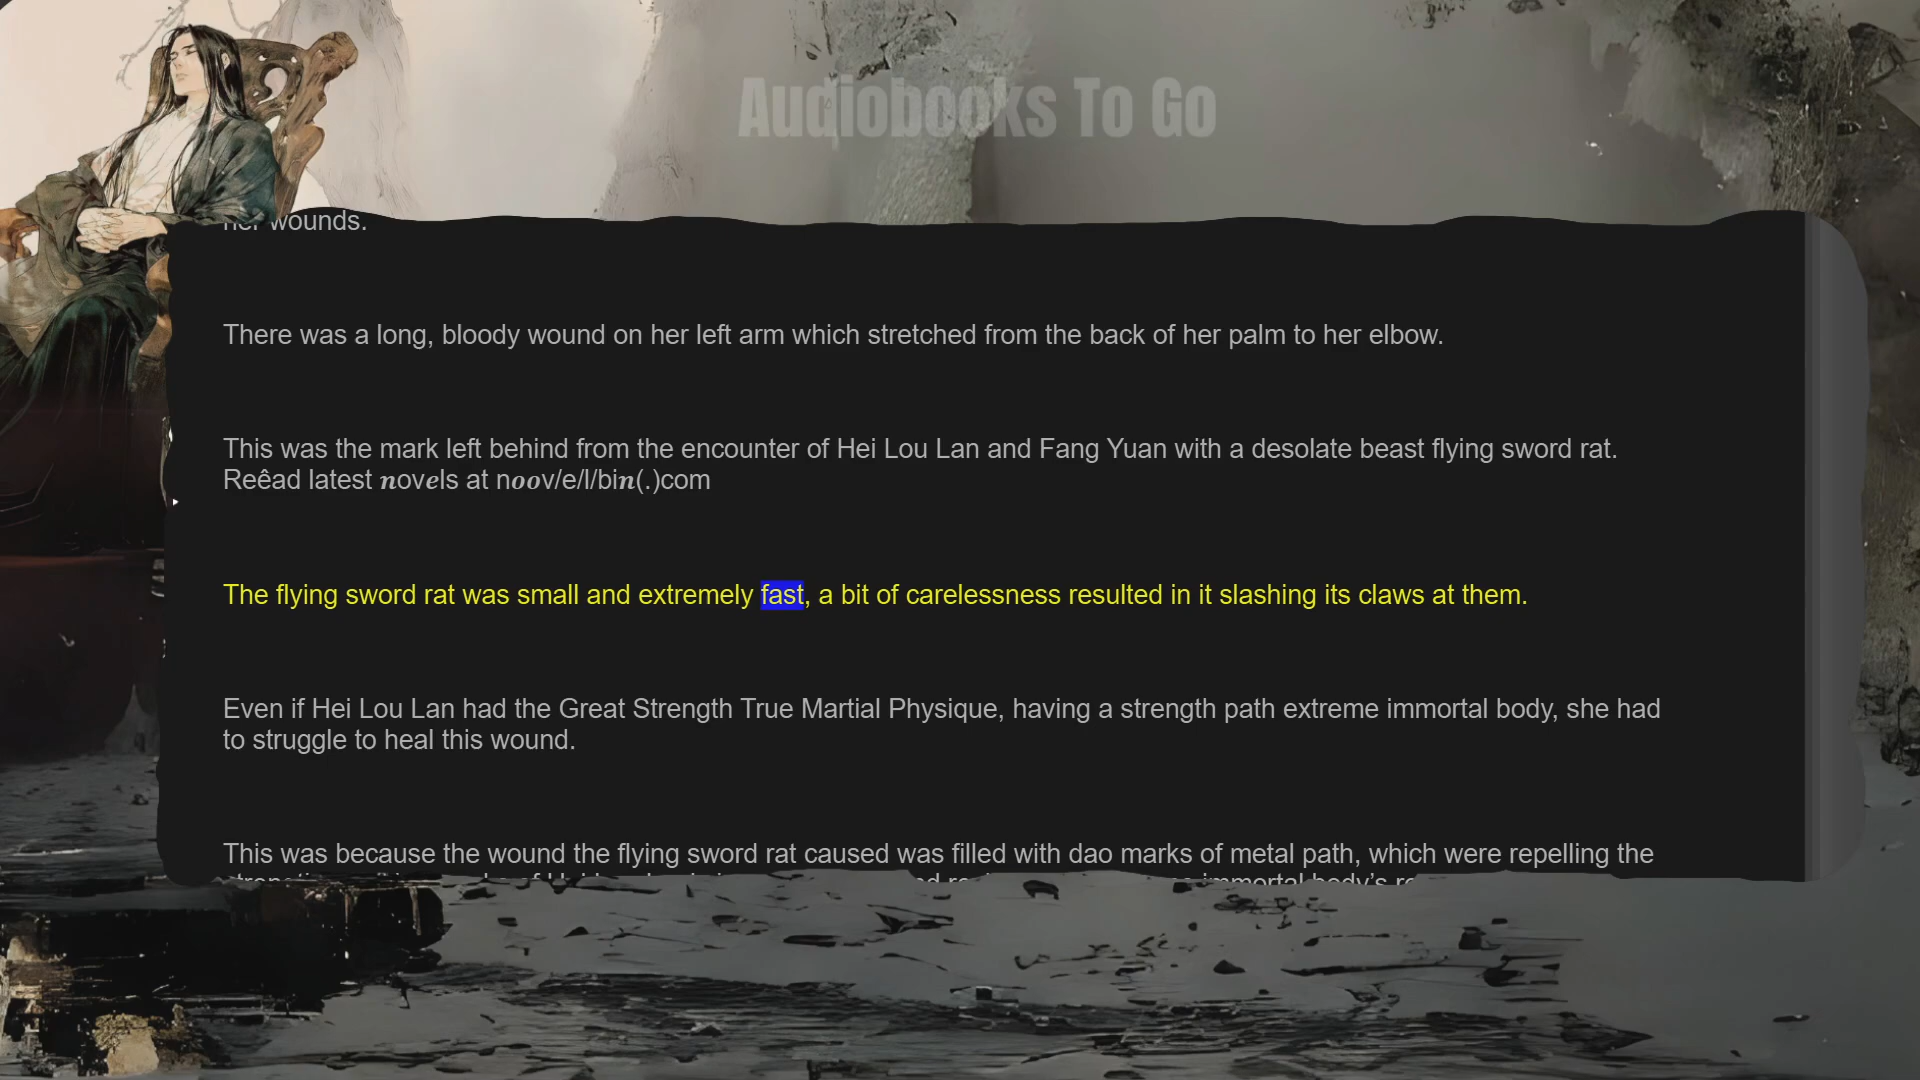 Audiobooks To Go
her wounds.
There was a long, bloody wound on her left arm which stretched from the back of her palm to her elbow.
This was the mark left behind from the encounter of Hei Lou Lan and Fang Yuan with a desolate beast flying sword rat.
Reêad latest novels at noov/e/l/bin(.)com
The flying sword rat was small and extremely fast, a bit of carelessness resulted in it slashing its claws at them.
Even if Hei Lou Lan had the Great Strength True Martial Physique, having a strength path extreme immortal body, she had
to struggle to heal this wound.
This was because the wound the flying sword rat caused was filled with dao marks of metal path, which were repelling the
immortal body's